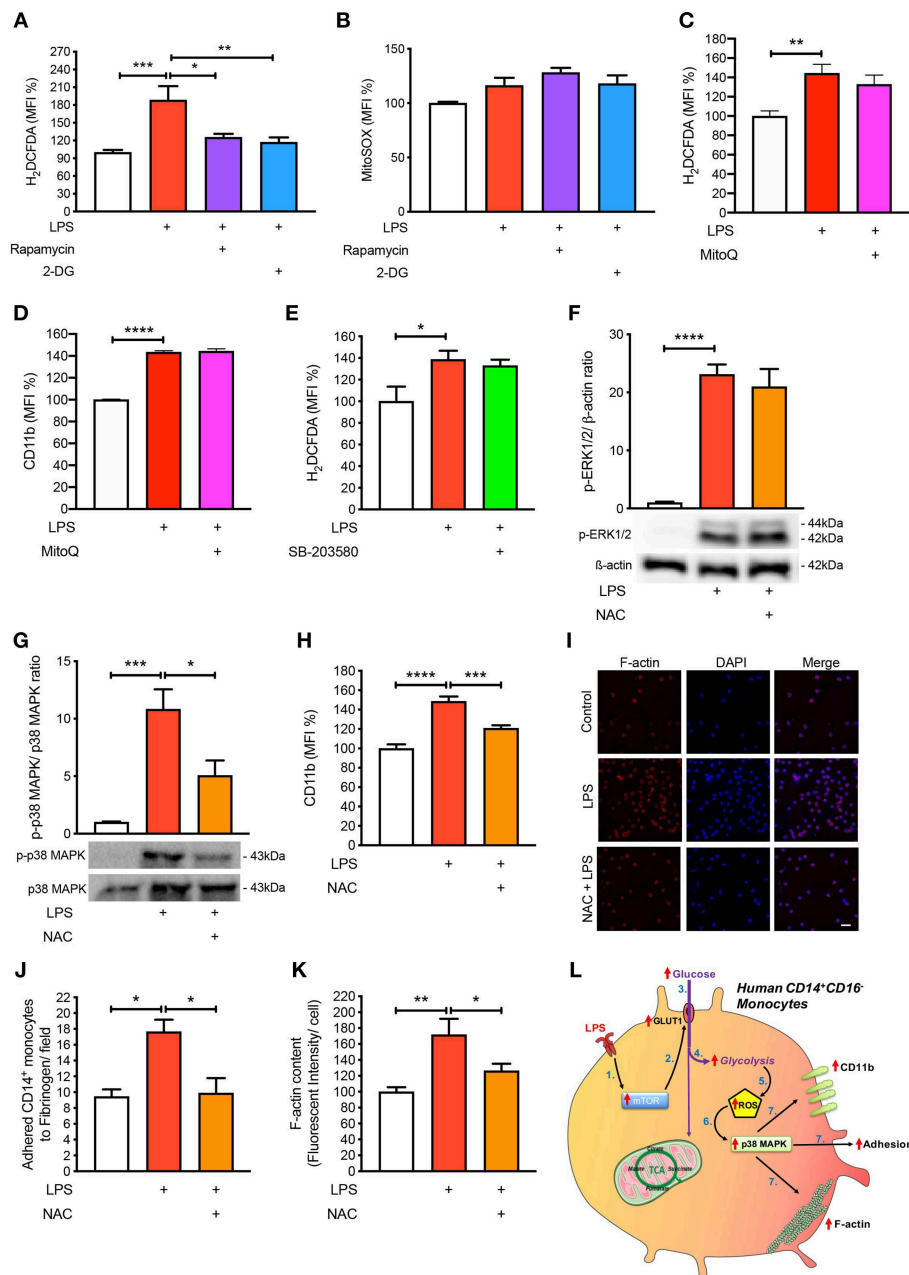 A
***
**
*
H₂DCFDA (MFI %)
270
240
210
180
150
120
90
60
30
0
LPS + + +
Rapamycin +
2-DG +
B
MitoSOX (MFI %)
150
100
50
0
LPS + + +
Rapamycin +
2-DG +
C
**
H₂DCFDA (MFI %)
160
140
120
100
80
60
40
20
0
LPS + +
MitoQ +
D
****
CD11b (MFI %)
160
140
120
100
80
60
40
20
0
LPS + +
MitoQ +
E
*
H₂DCFDA (MFI %)
160
140
120
100
80
60
40
20
0
LPS + +
SB-203580 +
F
****
p-ERK1/2/ β-actin ratio
30
20
10
0
p-ERK1/2
- 44kDa
- 42kDa
ß-actin - 42kDa
LPS + +
NAC +
G
*** *
p-p38 MAPK/ p38 MAPK ratio
15
10
5
0
p-p38 MAPK - 43kDa
p38 MAPK - 43kDa
LPS + +
NAC +
H
**** ***
CD11b (MFI %)
180
160
140
120
100
80
60
40
20
0
LPS + +
NAC +
I
F-actin DAPI Merge
Control
LPS
NAC + LPS
J
* *
Adhered CD14⁺ monocytes
to Fibrinogen/ field
22
20
18
16
14
12
10
8
6
4
2
0
LPS + +
NAC +
K
** *
F-actin content
(Fluorescent Intensity/ cell)
200
180
160
140
120
100
80
60
40
20
0
LPS + +
NAC +
L
Glucose
Human CD14⁺CD16⁻
Monocytes
3.
GLUT1
LPS
1.
2.
4.
Glycolysis
5.
mTOR
ROS
CD11b
6.
7.
p38 MAPK
7.
Adhesion
7.
Citrate
Malate
TCA
Succinate
Fumarate
F-actin